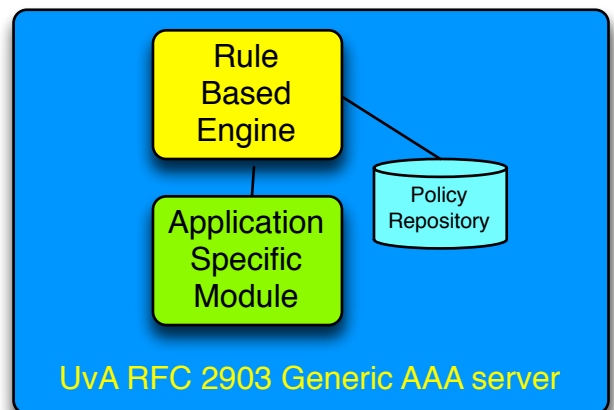 Rule
Based
Engine
Policy
Repository
Application
Specific
Module
UvA RFC 2903 Generic AAA server